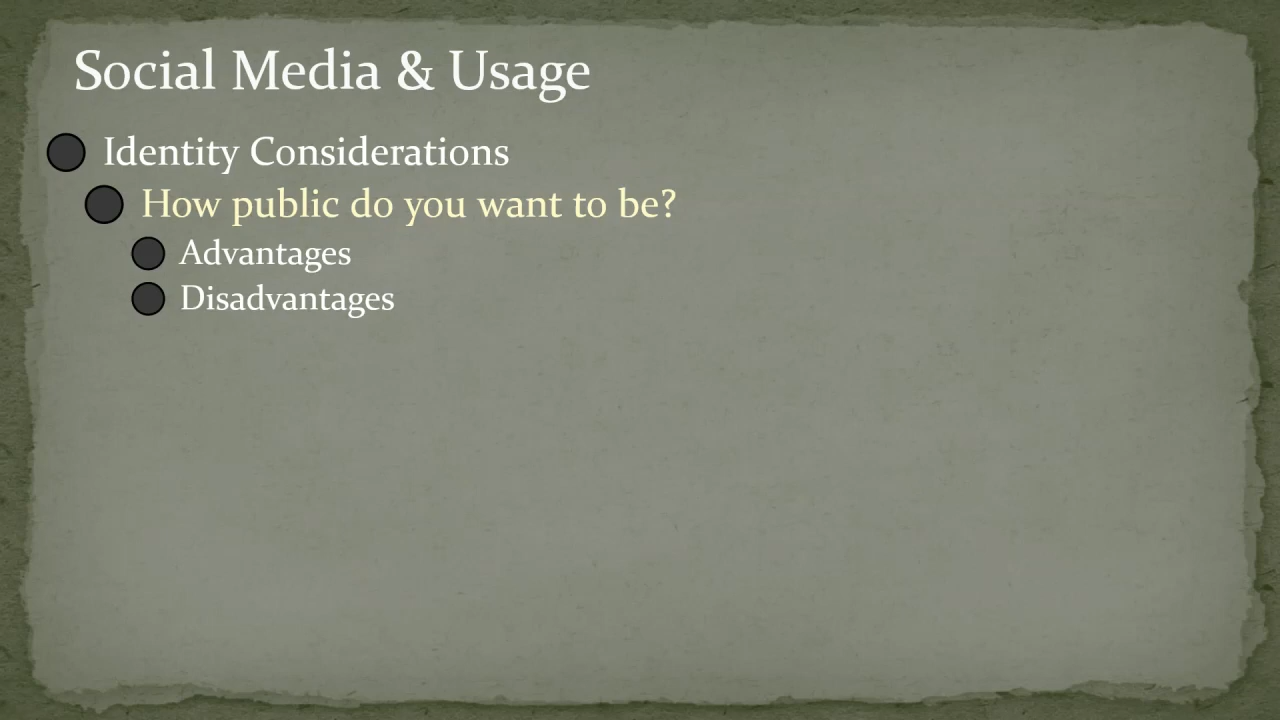 Social Media & Usage
Identity Considerations
How public do you want to be?
Advantages
Disadvantages